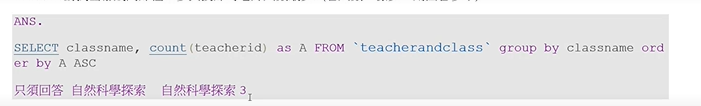 ANS.
SELECT classname, count(teacherid) as A FROM `teacherandclass` group by classname ord
er by A ASC
只須回答 自然科學探索 自然科學探索 3